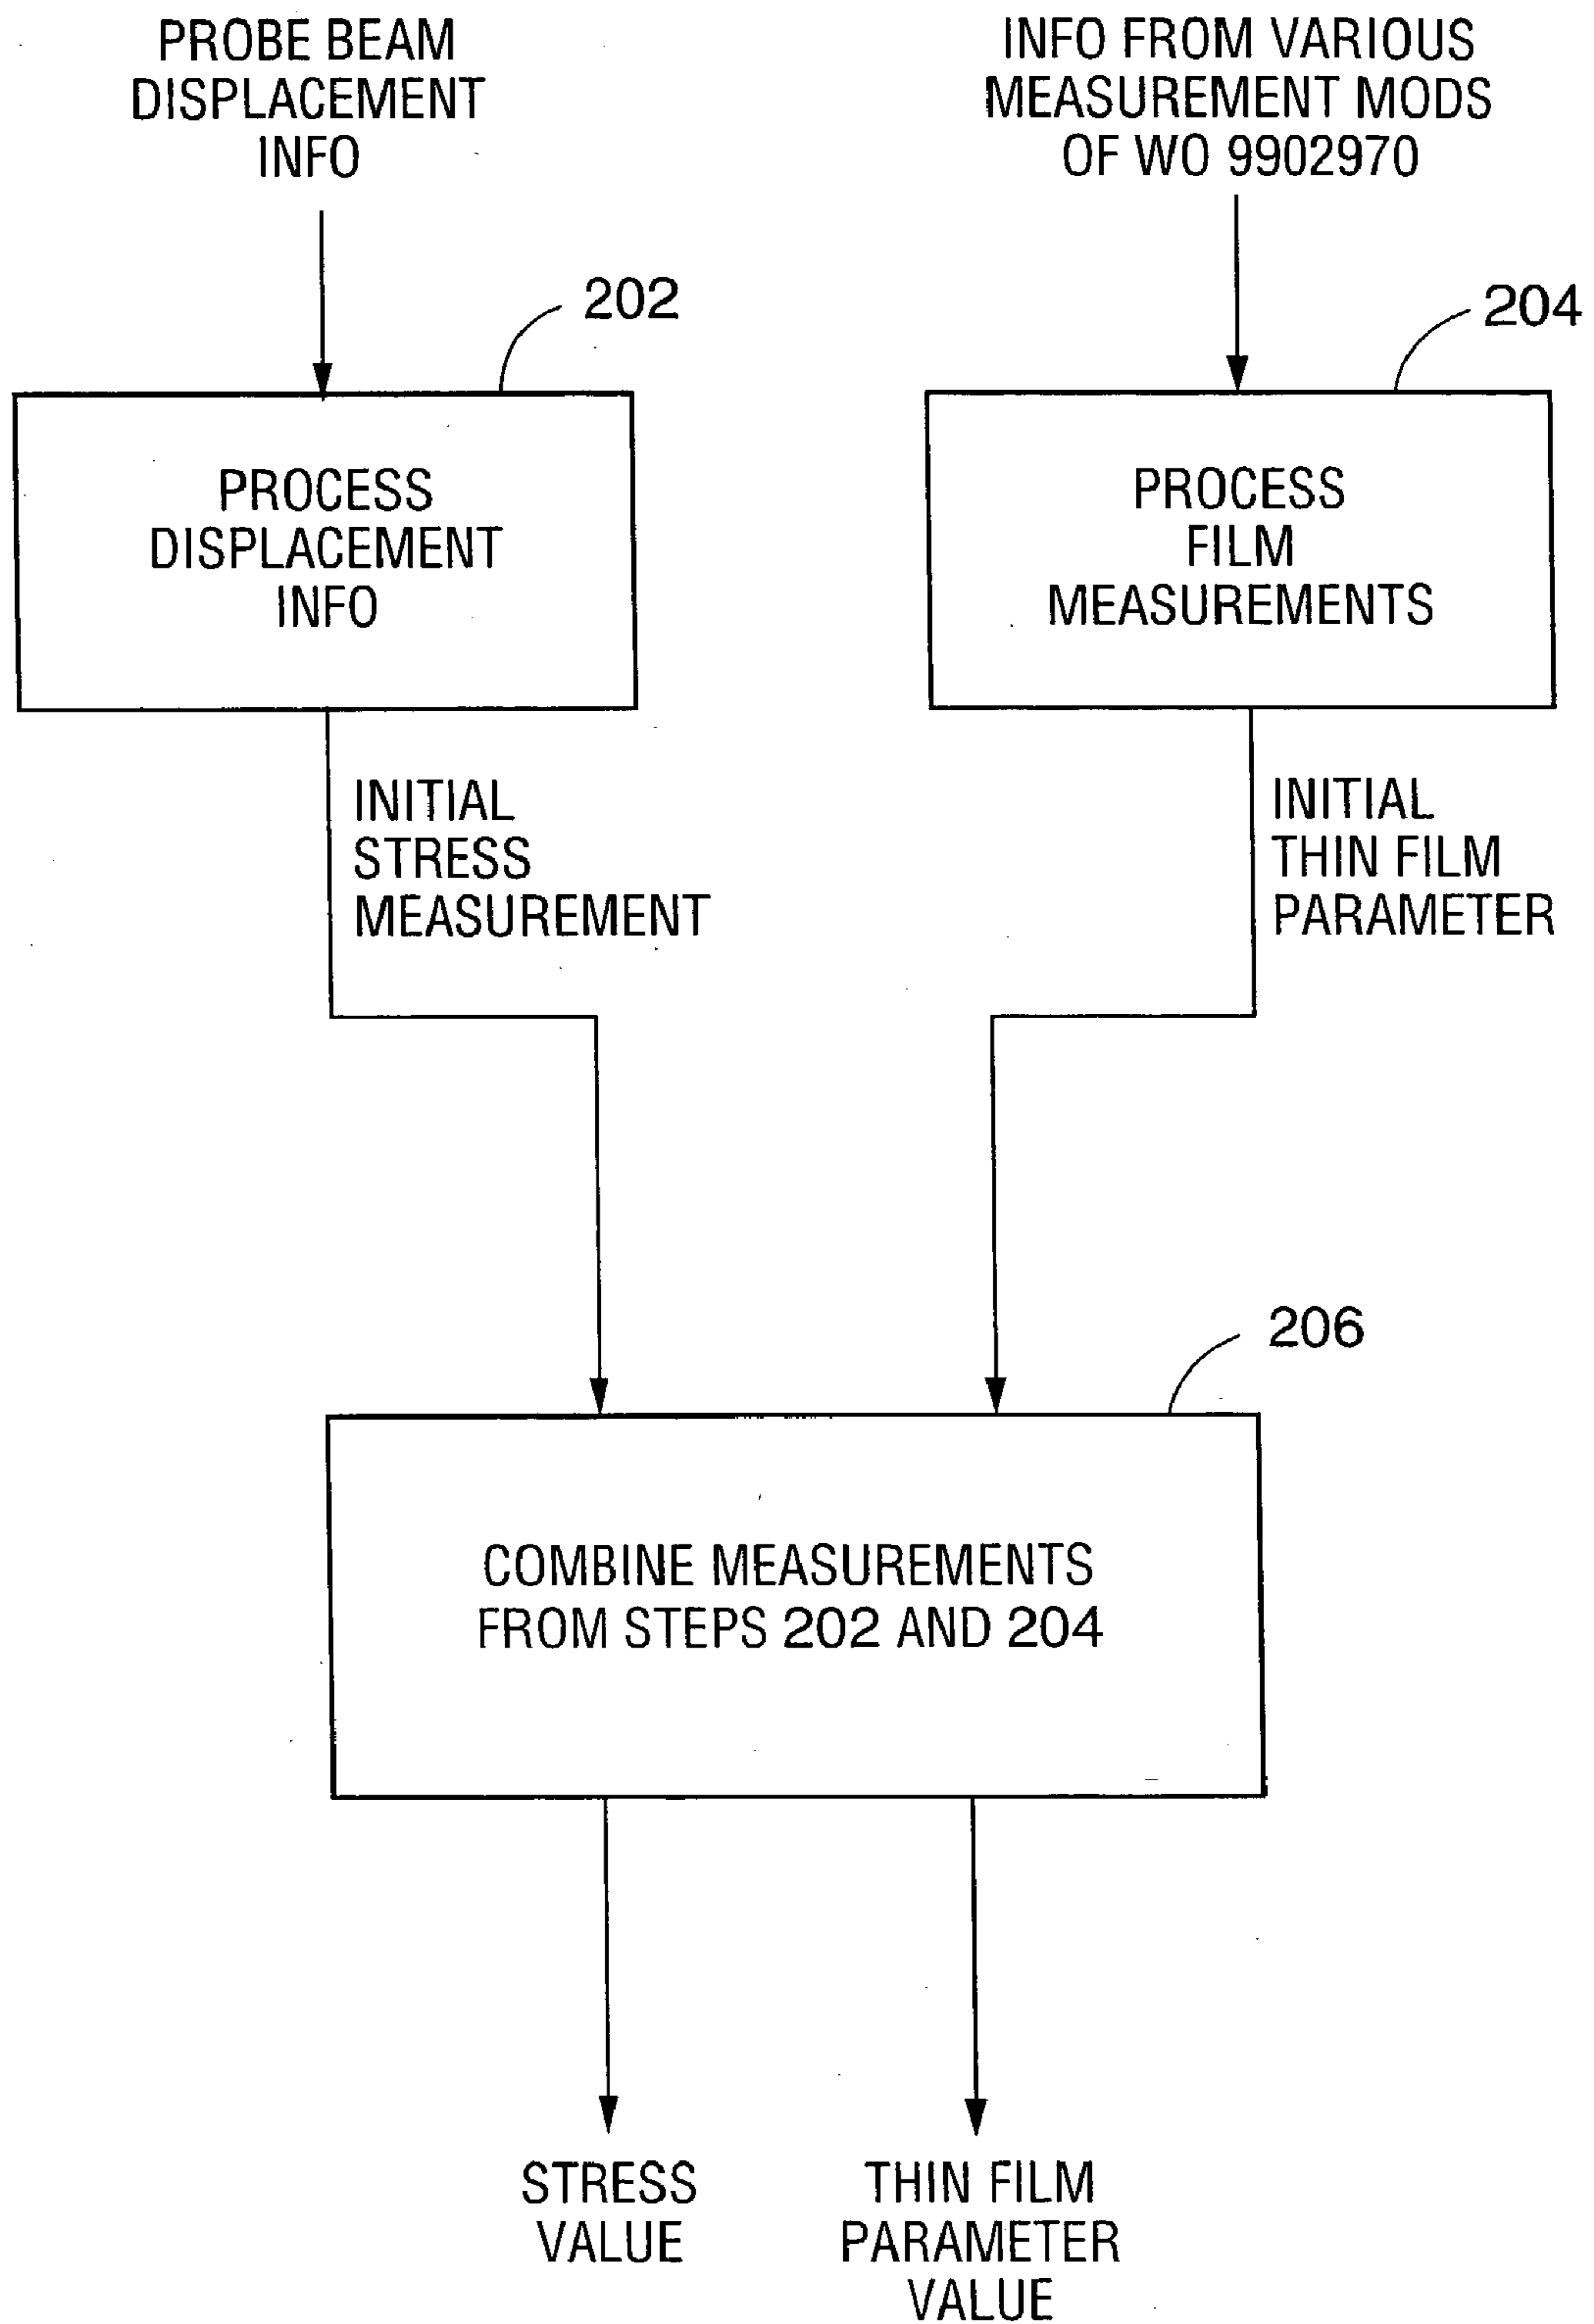 PROBE BEAM
DISPLACEMENT
INFO
INFO FROM VARIOUS
MEASUREMENT MODS
OF WO 9902970
202
204
PROCESS
DISPLACEMENT
INFO
PROCESS
FILM
MEASUREMENTS
INITIAL
STRESS
MEASUREMENT
INITIAL
THIN FILM
PARAMETER
206
COMBINE MEASUREMENTS
FROM STEPS 202 AND 204
STRESS
VALUE
THIN FILM
PARAMETER
VALUE